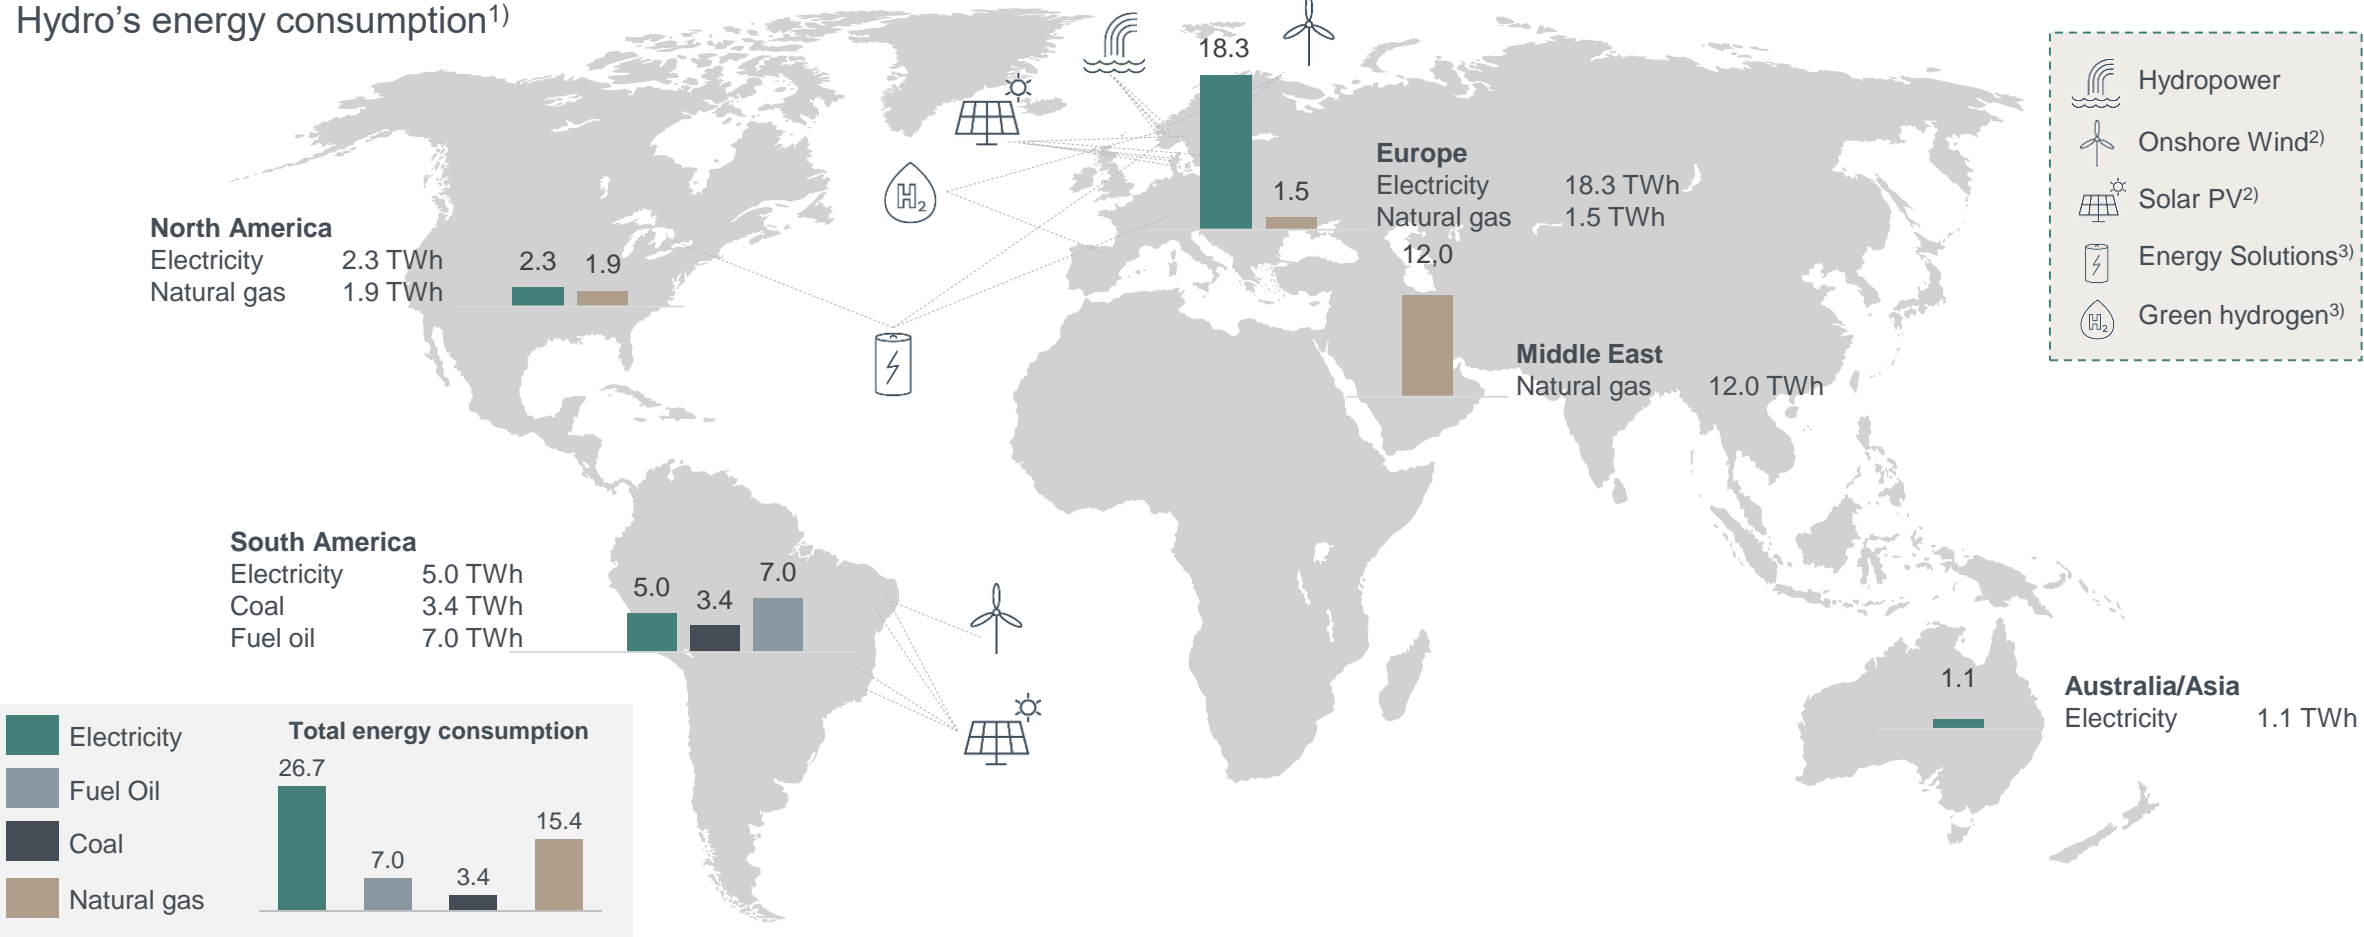 Hydro's energy consumption1)
18.3
Hydropower
Onshore Wind2)
Solar PV2)
Energy Solutions3)
H2
Green hydrogen3)
H2
1.5
Europe
Electricity 18.3 TWh
Natural gas 1.5 TWh
North America
Electricity 2.3 TWh
Natural gas 1.9 TWh
2.3
1.9
12,0
Middle East
Natural gas 12.0 TWh
South America
Electricity 5.0 TWh
Coal 3.4 TWh
Fuel oil 7.0 TWh
5.0
3.4
7.0
1.1
Australia/Asia
Electricity 1.1 TWh
Electricity
Fuel Oil
Coal
Natural gas
Total energy consumption
26.7
7.0
3.4
15.4